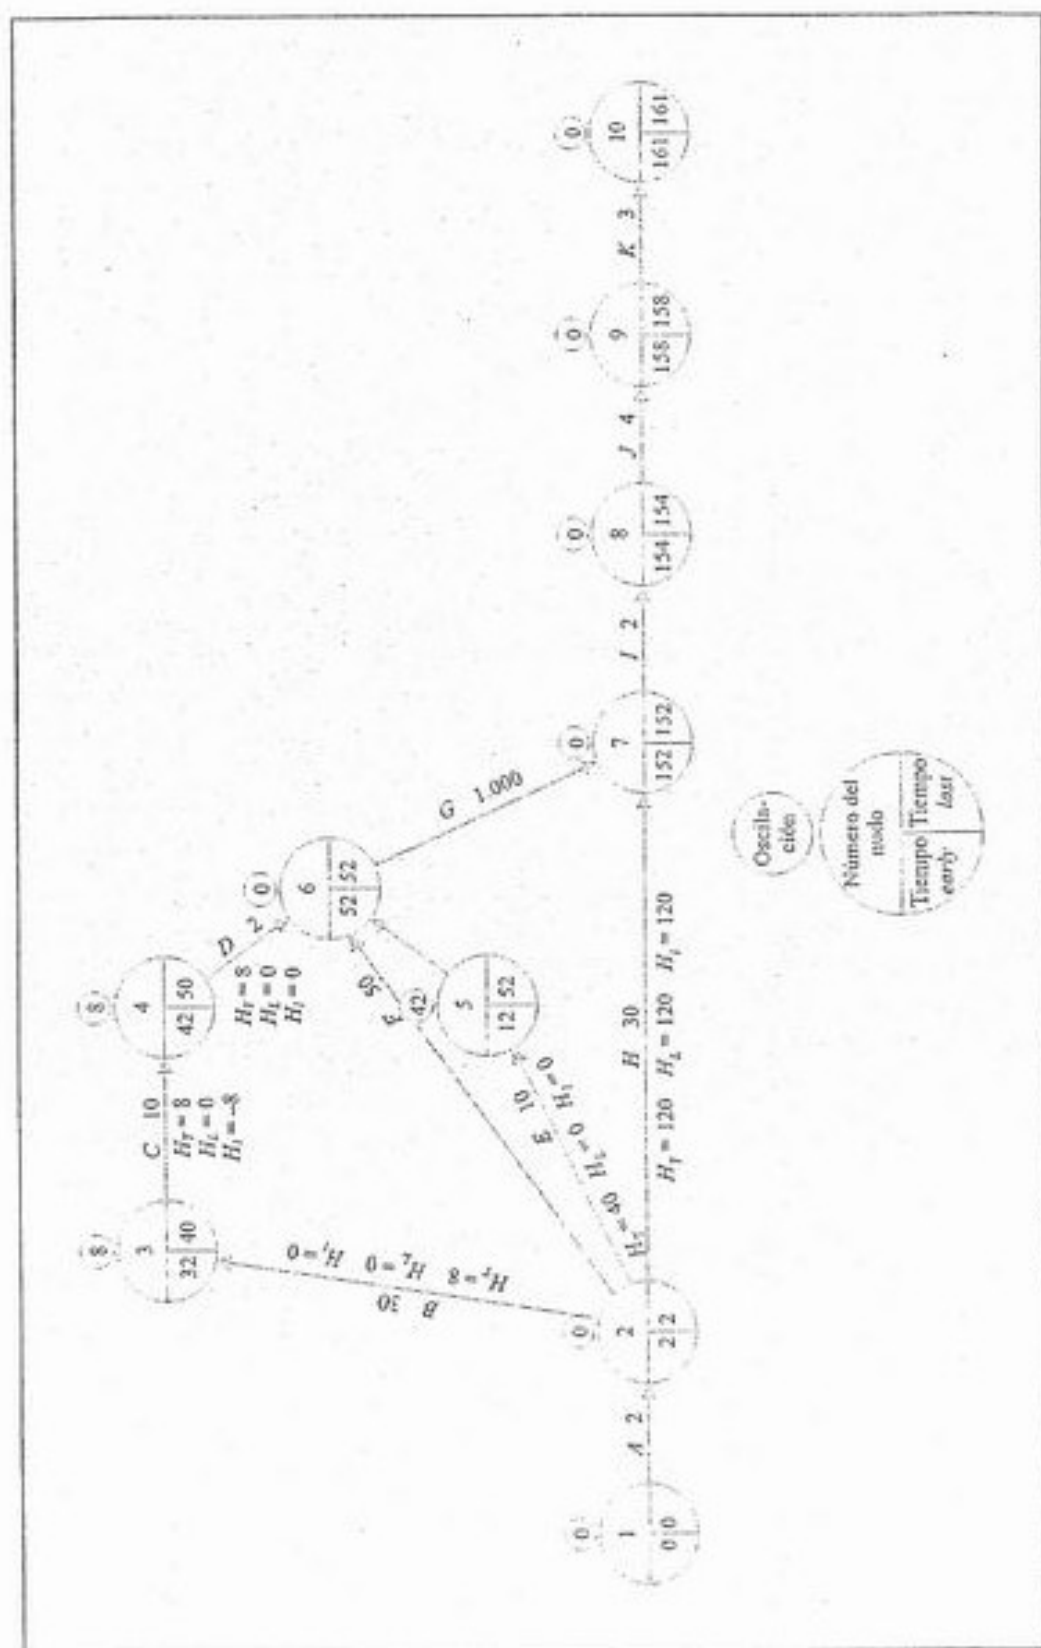 8
3
32 40
C 10
H_T = 8
H_L = 0
H_I = -8
8
4
42 50
D 2
H_T = 8
H_L = 0
H_I = 0
B 30
H_T = 8 H_L = 0 H_I = 0
0
6
52 52
F 50
42
5
12 52
E 10
H_T = 40 H_L = 0 H_I = 0
G 1.000
0
1
0 0
A 2
0
2
2 2
H 30
H_T = 120 H_L = 120 H_I = 120
0
7
152 152
I 2
0
8
154 154
J 4
0
9
158 158
K 3
0
10
161 161
Oscila-
ción
Número del
nudo
Tiempo Tiempo
early last